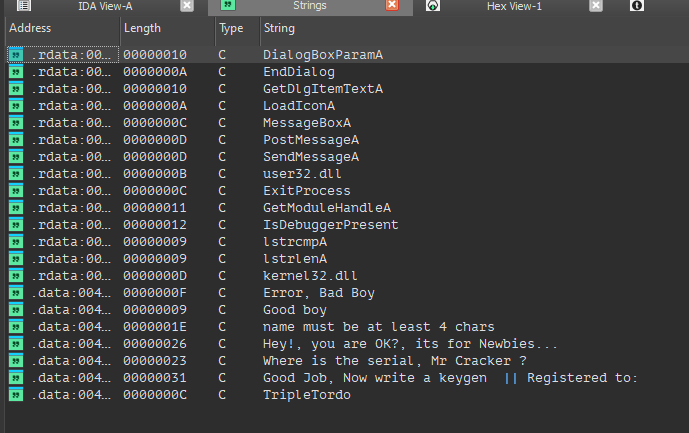 IDA View-A Strings Hex View-1
Address Length Type String
.rdata:00… 00000010 C DialogBoxParamA
.rdata:00… 0000000A C EndDialog
.rdata:00… 00000010 C GetDlgItemTextA
.rdata:00… 0000000A C LoadIconA
.rdata:00… 0000000C C MessageBoxA
.rdata:00… 0000000D C PostMessageA
.rdata:00… 0000000D C SendMessageA
.rdata:00… 0000000B C user32.dll
.rdata:00… 0000000C C ExitProcess
.rdata:00… 00000011 C GetModuleHandleA
.rdata:00… 00000012 C IsDebuggerPresent
.rdata:00… 00000009 C lstrcmpA
.rdata:00… 00000009 C lstrlenA
.rdata:00… 0000000D C kernel32.dll
.data:004… 0000000F C Error, Bad Boy
.data:004… 00000009 C Good boy
.data:004… 0000001E C name must be at least 4 chars
.data:004… 00000026 C Hey!, you are OK?, its for Newbies...
.data:004… 00000023 C Where is the serial, Mr Cracker ?
.data:004… 00000031 C Good Job, Now write a keygen  || Registered to:
.data:004… 0000000C C TripleTordo